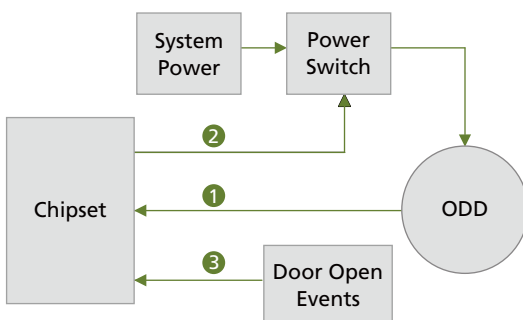 System
Power
Power
Switch
2
1
Chipset
ODD
3
Door Open
Events